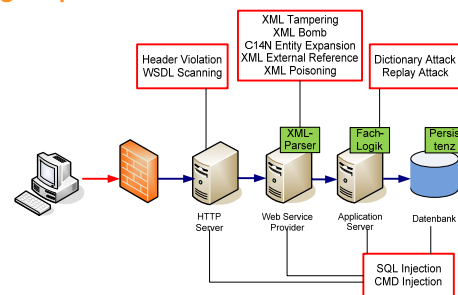 XML Tampering
XML Bomb
C14N Entity Expansion
XML External Reference
XML Poisoning
Header Violation
WSDL Scanning
Dictionary Attack
Replay Attack
XML-
Parser
Fach-
Logik
Persis
tenz
HTTP
Server
Web Service
Provider
Application
Server
Datenbank
SQL Injection
CMD Injection